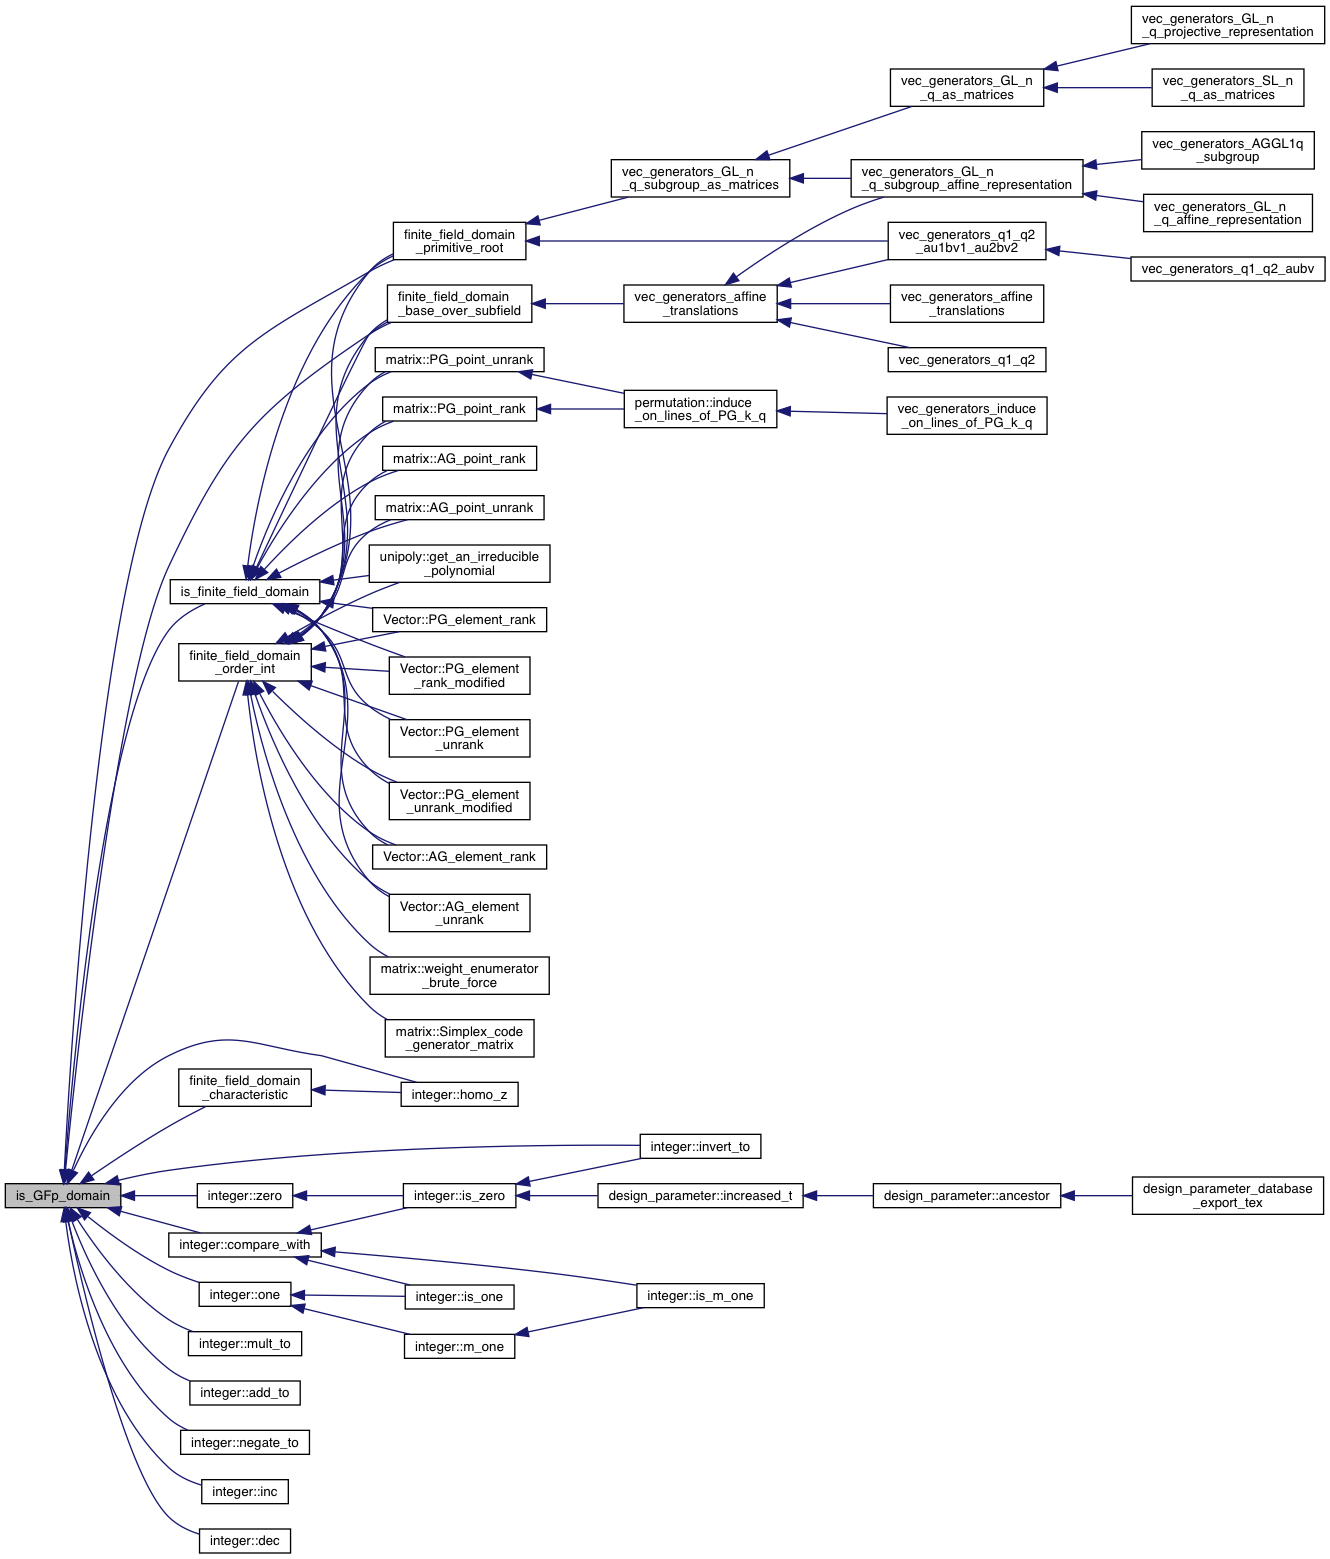 vec_generators_GL_n
_q_projective_representation
vec_generators_GL_n
_q_as_matrices
vec_generators_SL_n
_q_as_matrices
vec_generators_AGGL1q
_subgroup
vec_generators_GL_n
_q_subgroup_as_matrices
vec_generators_GL_n
_q_subgroup_affine_representation
vec_generators_GL_n
_q_affine_representation
finite_field_domain
_primitive_root
vec_generators_q1_q2
_au1bv1_au2bv2
vec_generators_q1_q2_aubv
finite_field_domain
_base_over_subfield
vec_generators_affine
_translations
vec_generators_affine
_translations
vec_generators_q1_q2
matrix::PG_point_unrank
matrix::PG_point_rank
permutation::induce
_on_lines_of_PG_k_q
vec_generators_induce
_on_lines_of_PG_k_q
matrix::AG_point_rank
matrix::AG_point_unrank
unipoly::get_an_irreducible
_polynomial
is_finite_field_domain
Vector::PG_element_rank
finite_field_domain
_order_int
Vector::PG_element
_rank_modified
Vector::PG_element
_unrank
Vector::PG_element
_unrank_modified
Vector::AG_element_rank
Vector::AG_element
_unrank
matrix::weight_enumerator
_brute_force
matrix::Simplex_code
_generator_matrix
finite_field_domain
_characteristic
integer::homo_z
integer::invert_to
is_GFp_domain
integer::zero
integer::is_zero
design_parameter::increased_t
design_parameter::ancestor
design_parameter_database
_export_tex
integer::compare_with
integer::one
integer::is_one
integer::is_m_one
integer::mult_to
integer::m_one
integer::add_to
integer::negate_to
integer::inc
integer::dec